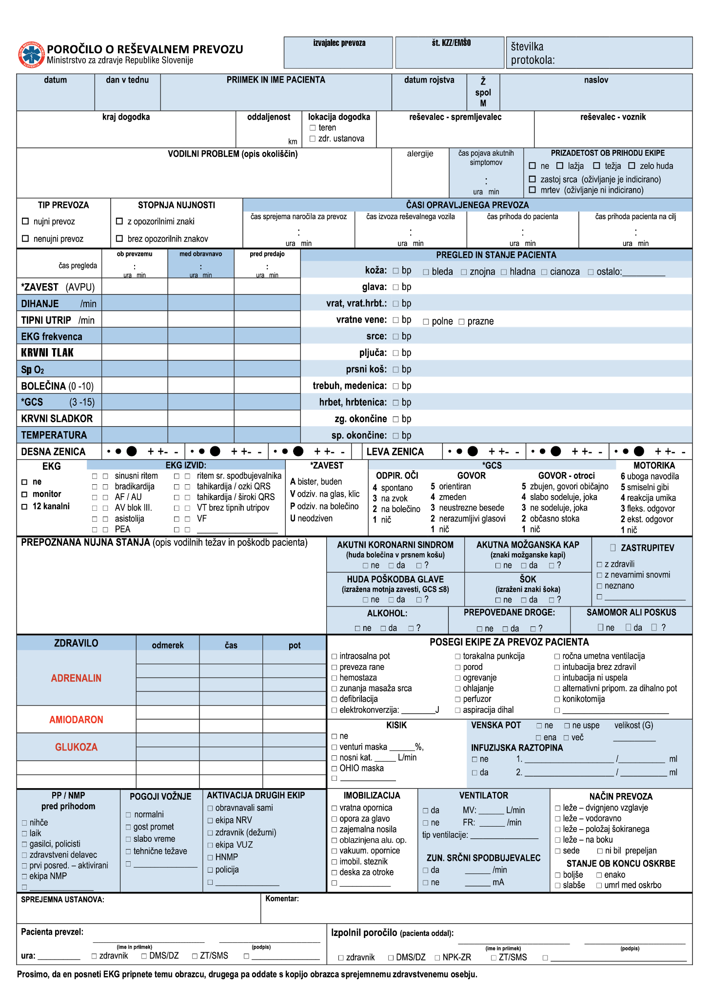 POROČILO O REŠEVALNEM PREVOZU
Ministrstvo za zdravje Republike Slovenije
NUJNA MEDICINSKA POMOČ
SLOVENIJA
izvajalec prevoza
št. KZZ/EMŠO
številka
protokola:
datum dan v tednu PRIIMEK IN IME PACIENTA datum rojstva Ž spol M naslov
kraj dogodka oddaljenost km
lokacija dogodka
□ teren
□ zdr. ustanova
reševalec - spremljevalec reševalec - voznik
VODILNI PROBLEM (opis okoliščin) alergije
čas pojava akutnih
simptomov
:
ura min
PRIZADETOST OB PRIHODU EKIPE
□ ne □ lažja □ težja □ zelo huda
□ zastoj srca (oživljanje je indicirano)
□ mrtev (oživljanje ni indicirano)
TIP PREVOZA
□ nujni prevoz
□ nenujni prevoz
STOPNJA NUJNOSTI
□ z opozorilnimi znaki
□ brez opozorilnih znakov
ČASI OPRAVLJENEGA PREVOZA
čas sprejema naročila za prevoz čas izvoza reševalnega vozila čas prihoda do pacienta čas prihoda pacienta na cilj
: : : :
ura min ura min ura min ura min
ob prevzemu med obravnavo pred predajo
čas pregleda : : :
ura min ura min ura min
*ZAVEST (AVPU)
DIHANJE /min
TIPNI UTRIP /min
EKG frekvenca
KRVNI TLAK
Sp O2
BOLEČINA (0 -10)
*GCS (3 -15)
KRVNI SLADKOR
TEMPERATURA
PREGLED IN STANJE PACIENTA
koža: □ bp □ bleda □ znojna □ hladna □ cianoza □ ostalo:________
glava: □ bp
vrat, vrat.hrbt.: □ bp
vratne vene: □ bp □ polne □ prazne
srce: □ bp
pljuča: □ bp
prsni koš: □ bp
trebuh, medenica: □ bp
hrbet, hrbtenica: □ bp
zg. okončine □ bp
sp. okončine: □ bp
DESNA ZENICA • ● ⬤ + +- - • ● ⬤ + +- - • ● ⬤ + +- - LEVA ZENICA • ● ⬤ + +- - • ● ⬤ + +- - • ● ⬤ + +- -
EKG
□ ne
□ monitor
□ 12 kanalni
EKG IZVID:
□ □ sinusni ritem □ □ ritem sr. spodbujevalnika
□ □ bradikardija □ □ tahikardija / ozki QRS
□ □ AF / AU □ □ tahikardija / široki QRS
□ □ AV blok III. □ □ VT brez tipnih utripov
□ □ asistolija □ □ VF
□ □ PEA □ □ ________________
*ZAVEST
A bister, buden
V odziv. na glas, klic
P odziv. na bolečino
U neodziven
*GCS
ODPIR. OČI
4 spontano
3 na zvok
2 na bolečino
1 nič
GOVOR
5 orientiran
4 zmeden
3 neustrezne besede
2 nerazumljivi glasovi
1 nič
GOVOR - otroci
5 zbujen, govori običajno
4 slabo sodeluje, joka
3 ne sodeluje, joka
2 občasno stoka
1 nič
MOTORIKA
6 uboga navodila
5 smiselni gibi
4 reakcija umika
3 fleks. odgovor
2 ekst. odgovor
1 nič
PREPOZNANA NUJNA STANJA (opis vodilnih težav in poškodb pacienta)
AKUTNI KORONARNI SINDROM
(huda bolečina v prsnem košu)
□ ne □ da □ ?
AKUTNA MOŽGANSKA KAP
(znaki možganske kapi)
□ ne □ da □ ?
HUDA POŠKODBA GLAVE
(izražena motnja zavesti, GCS ≤8)
□ ne □ da □ ?
ŠOK
(izraženi znaki šoka)
□ ne □ da □ ?
□ ZASTRUPITEV
□ z zdravili
□ z nevarnimi snovmi
□ neznano
□ ________________
ALKOHOL:
□ ne □ da □ ?
PREPOVEDANE DROGE:
□ ne □ da □ ?
SAMOMOR ALI POSKUS
□ ne □ da □ ?
ZDRAVILO odmerek čas pot
ADRENALIN
AMIODARON
GLUKOZA
POSEGI EKIPE ZA PREVOZ PACIENTA
□ intraosalna pot □ torakalna punkcija □ ročna umetna ventilacija
□ preveza rane □ porod □ intubacija brez zdravil
□ hemostaza □ ogrevanje □ intubacija ni uspela
□ zunanja masaža srca □ ohlajanje □ alternativni pripom. za dihalno pot
□ defibrilacija □ perfuzor □ konikotomija
□ elektrokonverzija: ________J □ aspiracija dihal □ ________________
KISIK
□ ne
□ venturi maska _____%,
□ nosni kat. _____ L/min
□ OHIO maska
□ ___________
VENSKA POT □ ne □ ne uspe velikost (G)
□ ena □ več ________
INFUZIJSKA RAZTOPINA
□ ne 1. ________________ /_________ ml
□ da 2. ________________ / _________ ml
PP / NMP
pred prihodom
□ nihče
□ laik
□ gasilci, policisti
□ zdravstveni delavec
□ prvi posred. – aktivirani
□ ekipa NMP
□ ____________
POGOJI VOŽNJE
□ normalni
□ gost promet
□ slabo vreme
□ tehnične težave
□ ____________
AKTIVACIJA DRUGIH EKIP
□ obravnavali sami
□ ekipa NRV
□ zdravnik (dežurni)
□ ekipa VUZ
□ HNMP
□ policija
□ ____________
IMOBILIZACIJA
□ vratna opornica
□ opora za glavo
□ zajemalna nosila
□ oblazinjena alu. op.
□ vakuum. opornice
□ imobil. steznik
□ deska za otroke
□ __________
VENTILATOR
□ da MV: _____ L/min
□ ne FR: _____ /min
tip ventilacije: _____________
ZUN. SRČNI SPODBUJEVALEC
□ da _____ /min
□ ne _____ mA
NAČIN PREVOZA
□ leže – dvignjeno vzglavje
□ leže – vodoravno
□ leže – položaj šokiranega
□ leže – na boku
□ sede □ ni bil prepeljan
STANJE OB KONCU OSKRBE
□ boljše □ enako
□ slabše □ umrl med oskrbo
SPREJEMNA USTANOVA:
Komentar:
Pacienta prevzel: ____________________ ____________________
(ime in priimek) (podpis)
ura: ________ □ zdravnik □ DMS/DZ □ ZT/SMS □ _____________
Izpolnil poročilo (pacienta oddal): ____________________ ____________________
(ime in priimek) (podpis)
□ zdravnik □ DMS/DZ □ NPK-ZR □ ZT/SMS □ ________________
Prosimo, da en posneti EKG pripnete temu obrazcu, drugega pa oddate s kopijo obrazca sprejemnemu zdravstvenemu osebju.